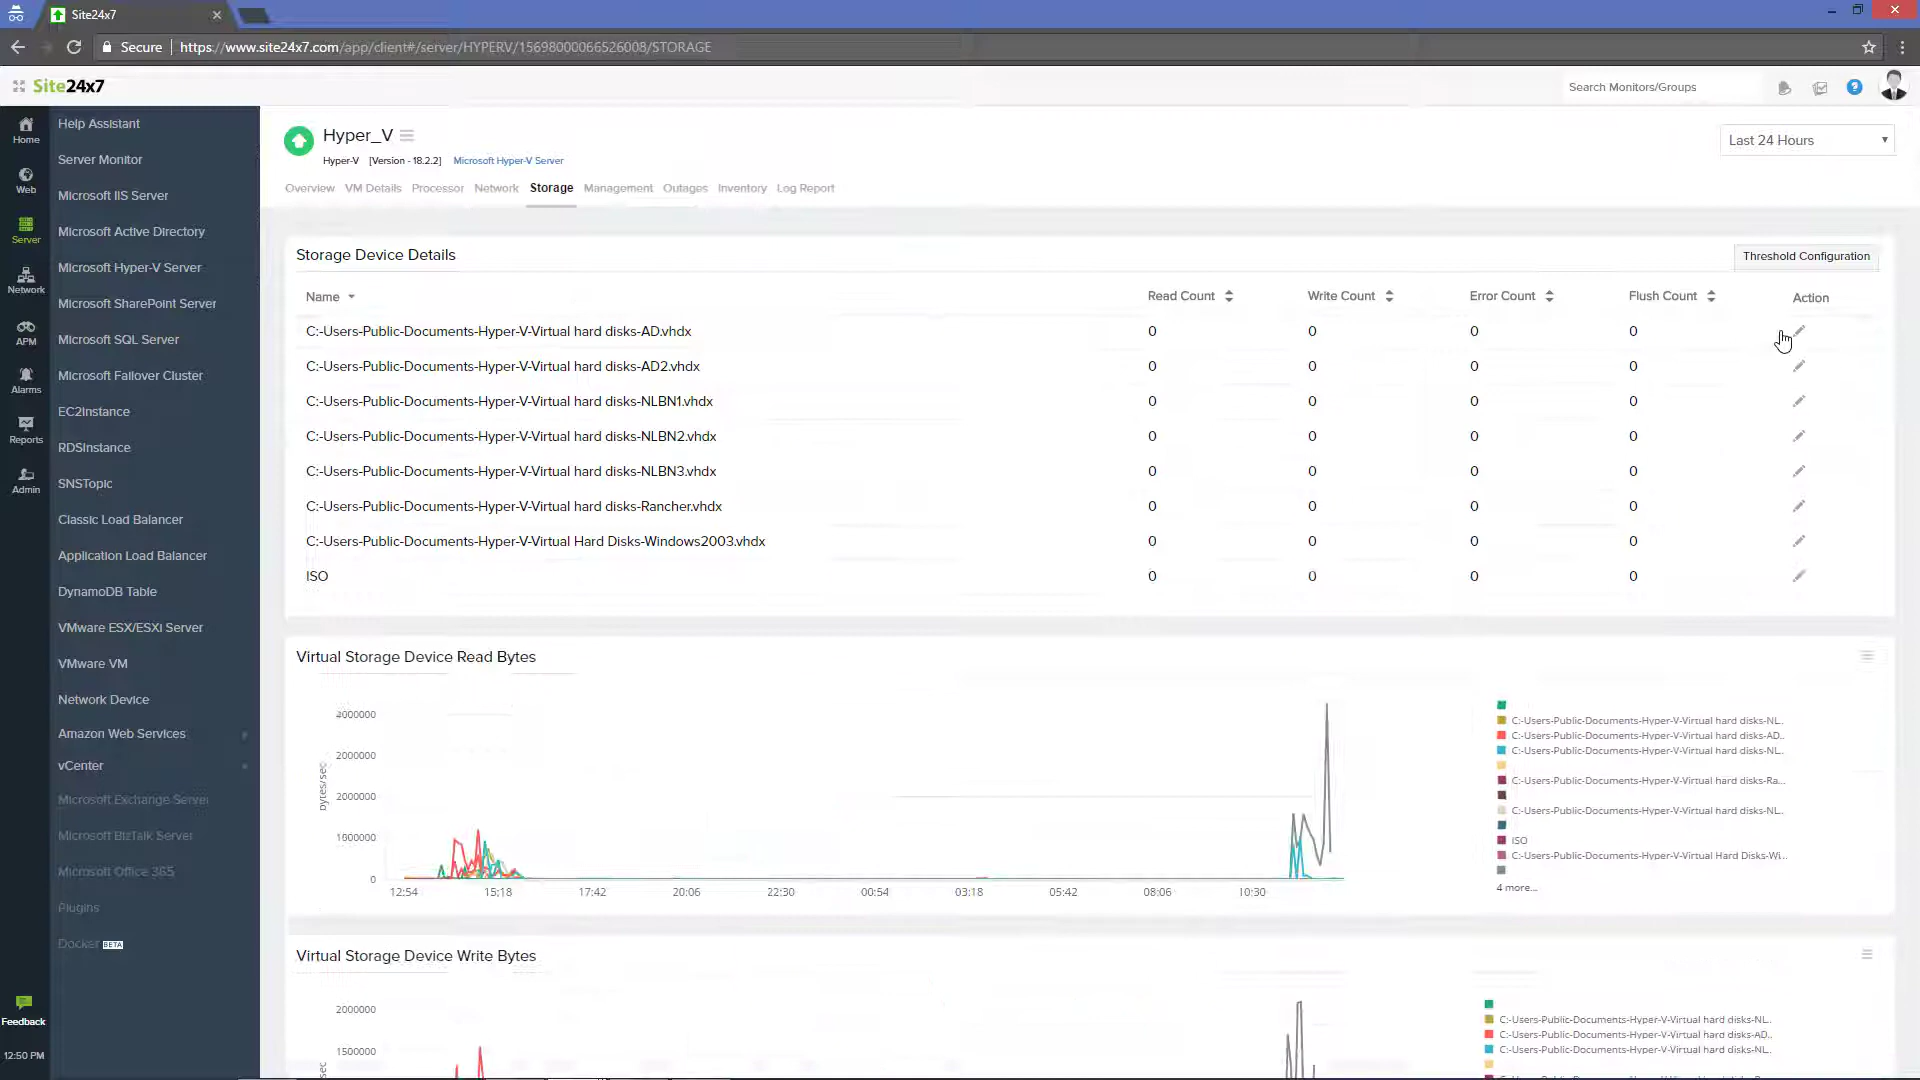 Site24x7
Secure
https://www.site24x7.com/app/client#/server/HYPERV/15698000066526008/STORAGE
Site24x7
Search Monitors/Groups
Home
Web
Server
Network
APM
Alarms
Reports
Admin
Feedback
12:50 PM
Help Assistant
Server Monitor
Microsoft IIS Server
Microsoft Active Directory
Microsoft Hyper-V Server
Microsoft SharePoint Server
Microsoft SQL Server
Microsoft Failover Cluster
EC2Instance
RDSInstance
SNSTopic
Classic Load Balancer
Application Load Balancer
DynamoDB Table
VMware ESX/ESXi Server
VMware VM
Network Device
Amazon Web Services
vCenter
Microsoft Exchange Server
Microsoft BizTalk Server
Microsoft Office 365
Plugins
Docker BETA
Hyper_V
Hyper-V [Version - 18.2.2] Microsoft Hyper-V Server
Last 24 Hours
Overview VM Details Processor Network Storage Management Outages Inventory Log Report
Storage Device Details
Threshold Configuration
Name Read Count Write Count Error Count Flush Count Action
C:-Users-Public-Documents-Hyper-V-Virtual hard disks-AD.vhdx 0 0 0 0
C:-Users-Public-Documents-Hyper-V-Virtual hard disks-AD2.vhdx 0 0 0 0
C:-Users-Public-Documents-Hyper-V-Virtual hard disks-NLBN1.vhdx 0 0 0 0
C:-Users-Public-Documents-Hyper-V-Virtual hard disks-NLBN2.vhdx 0 0 0 0
C:-Users-Public-Documents-Hyper-V-Virtual hard disks-NLBN3.vhdx 0 0 0 0
C:-Users-Public-Documents-Hyper-V-Virtual hard disks-Rancher.vhdx 0 0 0 0
C:-Users-Public-Documents-Hyper-V-Virtual Hard Disks-Windows2003.vhdx 0 0 0 0
ISO 0 0 0 0
Virtual Storage Device Read Bytes
bytes/sec
4000000
2000000
2000000
1000000
0
12:54 15:18 17:42 20:06 22:30 00:54 03:18 05:42 08:06 10:30
C:-Users-Public-Documents-Hyper-V-Virtual hard disks-NL..
C:-Users-Public-Documents-Hyper-V-Virtual hard disks-AD..
C:-Users-Public-Documents-Hyper-V-Virtual hard disks-NL..
C:-Users-Public-Documents-Hyper-V-Virtual hard disks-Ra...
C:-Users-Public-Documents-Hyper-V-Virtual hard disks-NL..
ISO
C:-Users-Public-Documents-Hyper-V-Virtual Hard Disks-Wi...
4 more...
Virtual Storage Device Write Bytes
2000000
1500000
C:-Users-Public-Documents-Hyper-V-Virtual hard disks-NL..
C:-Users-Public-Documents-Hyper-V-Virtual hard disks-AD..
C:-Users-Public-Documents-Hyper-V-Virtual hard disks-NL..